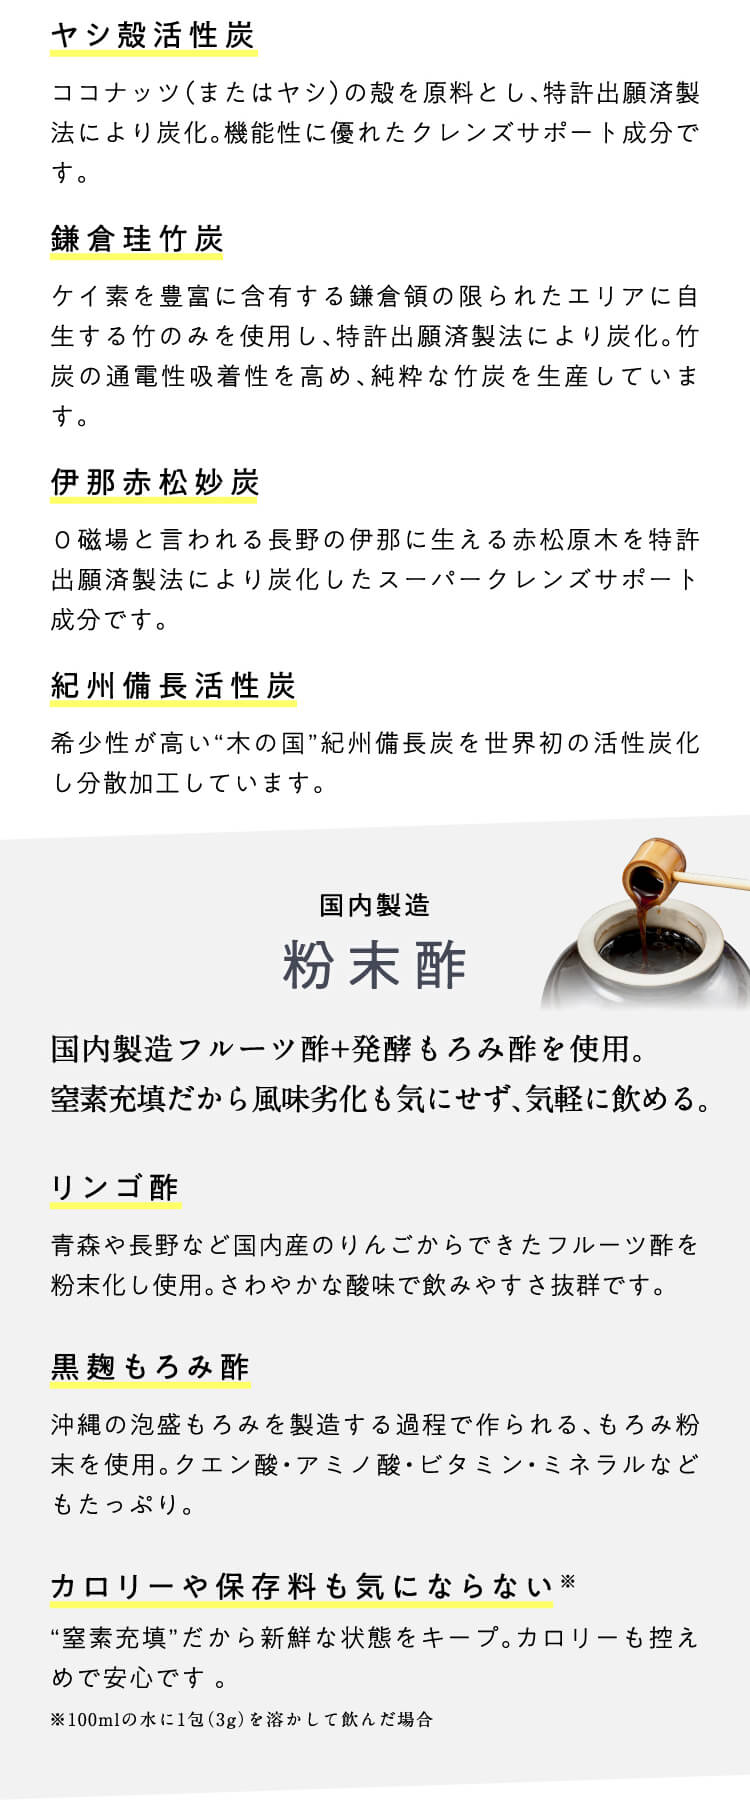 ヤシ殻活性炭
ココナッツ（またはヤシ）の殻を原料とし、特許出願済製
法により炭化。機能性に優れたクレンズサポート成分で
す。
鎌倉珪竹炭
ケイ素を豊富に含有する鎌倉領の限られたエリアに自
生する竹のみを使用し、特許出願済製法により炭化。竹
炭の通電性吸着性を高め、純粋な竹炭を生産していま
す。
伊那赤松妙炭
０磁場と言われる長野の伊那に生える赤松原木を特許
出願済製法により炭化したスーパークレンズサポート
成分です。
紀州備長活性炭
希少性が高い“木の国”紀州備長炭を世界初の活性炭化
し分散加工しています。
国内製造
粉末酢
国内製造フルーツ酢+発酵もろみ酢を使用。
窒素充填だから風味劣化も気にせず、気軽に飲める。
リンゴ酢
青森や長野など国内産のりんごからできたフルーツ酢を
粉末化し使用。さわやかな酸味で飲みやすさ抜群です。
黒麹もろみ酢
沖縄の泡盛もろみを製造する過程で作られる、もろみ粉
末を使用。クエン酸・アミノ酸・ビタミン・ミネラルなど
もたっぷり。
カロリーや保存料も気にならない※
“窒素充填”だから新鮮な状態をキープ。カロリーも控え
めで安心です 。
※100mlの水に1包（3g）を溶かして飲んだ場合